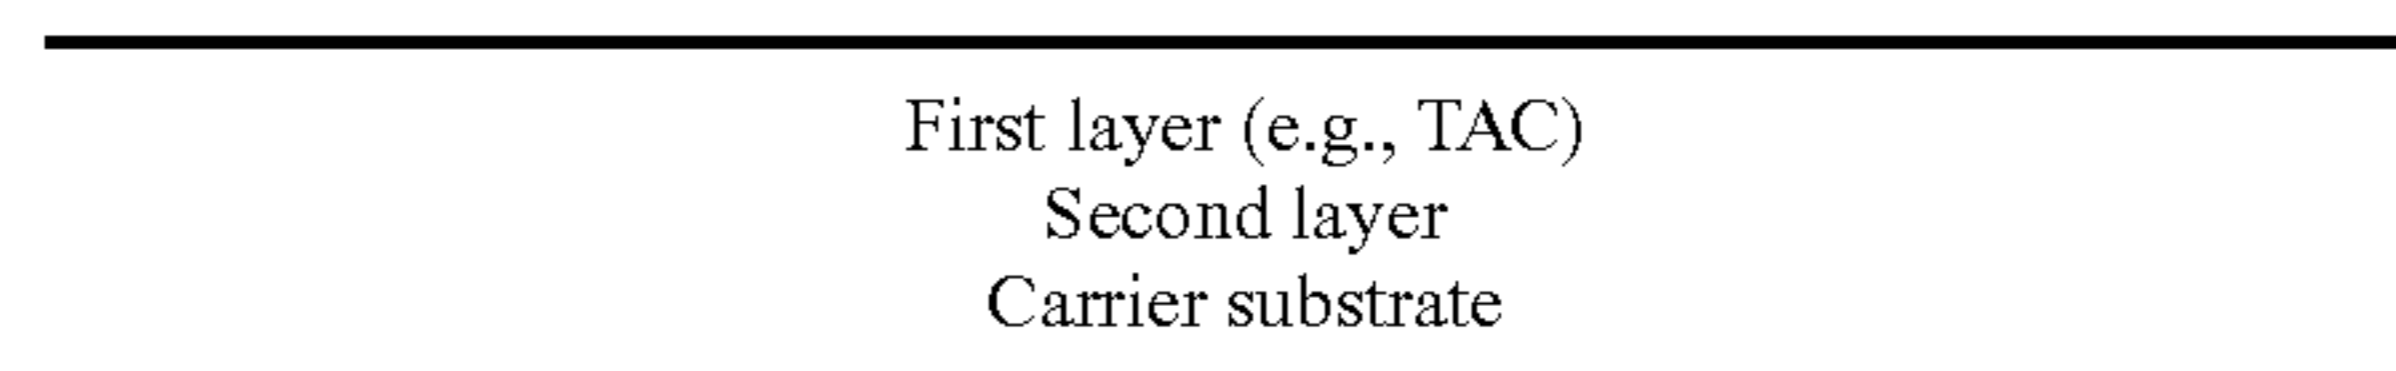 First layer (e.g., TAC)
Second layer
Carrier substrate